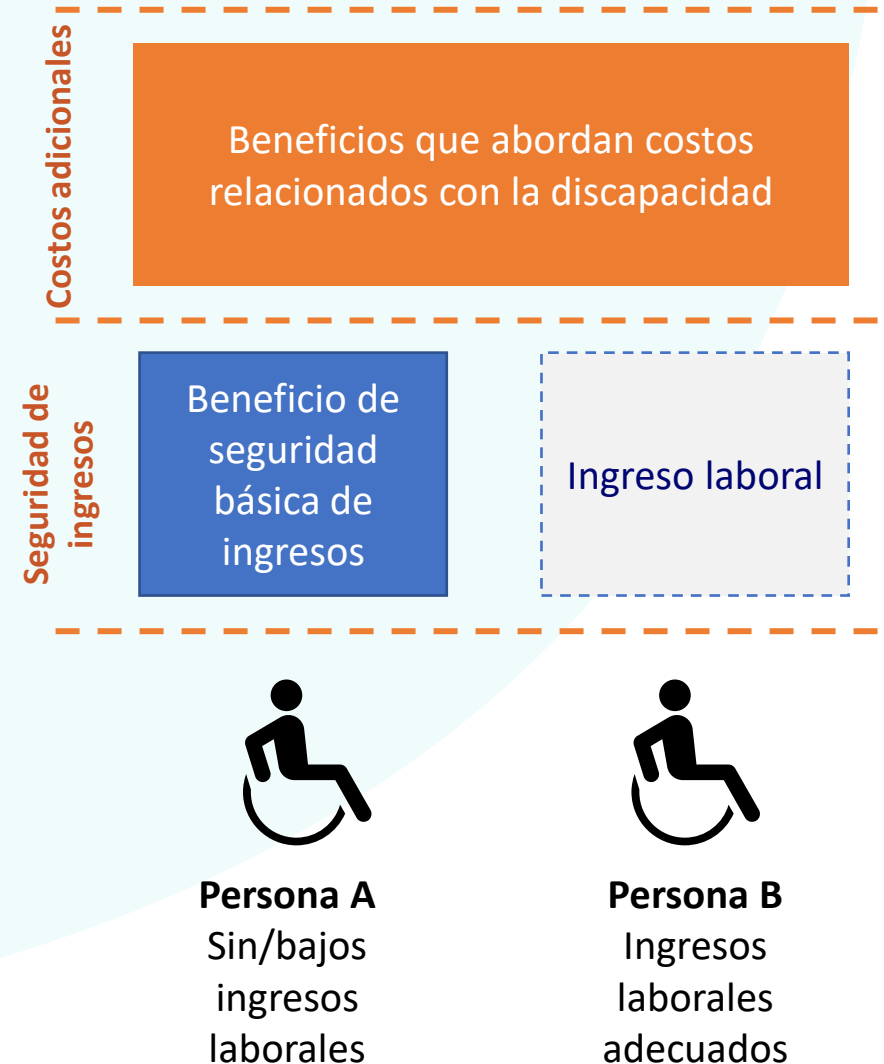 Costos adicionales
Beneficios que abordan costos
relacionados con la discapacidad
Seguridad de
ingresos
Beneficio de
seguridad
básica de
ingresos
Ingreso laboral
Persona A
Sin/bajos
ingresos
laborales
Persona B
Ingresos
laborales
adecuados